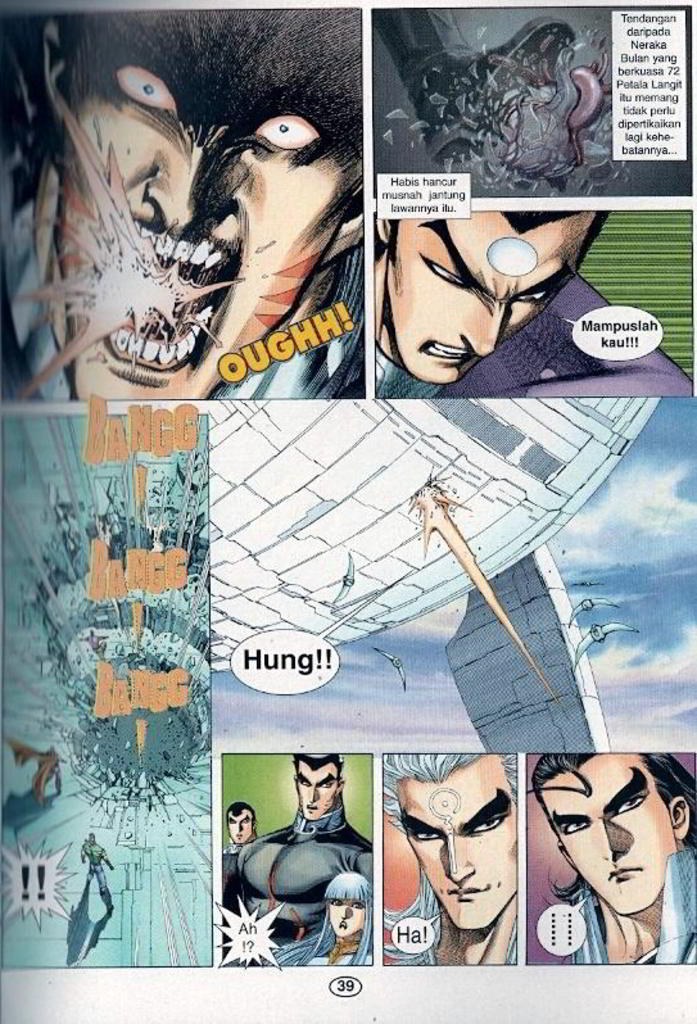 Tendangan
daripada
Neraka
Bulan yang
berkuasa 72
Petala Langit
itu memang
tidak perlu
dipertikaikan
lagi kehe-
batannya...
Habis hancur
musnah jantung
lawannya itu.
OUGHH!
Mampuslah
kau!!!
BANGG
!
BANGG
!
BANGG
!
Hung!!
!!
Ah
!?
Ha!
39